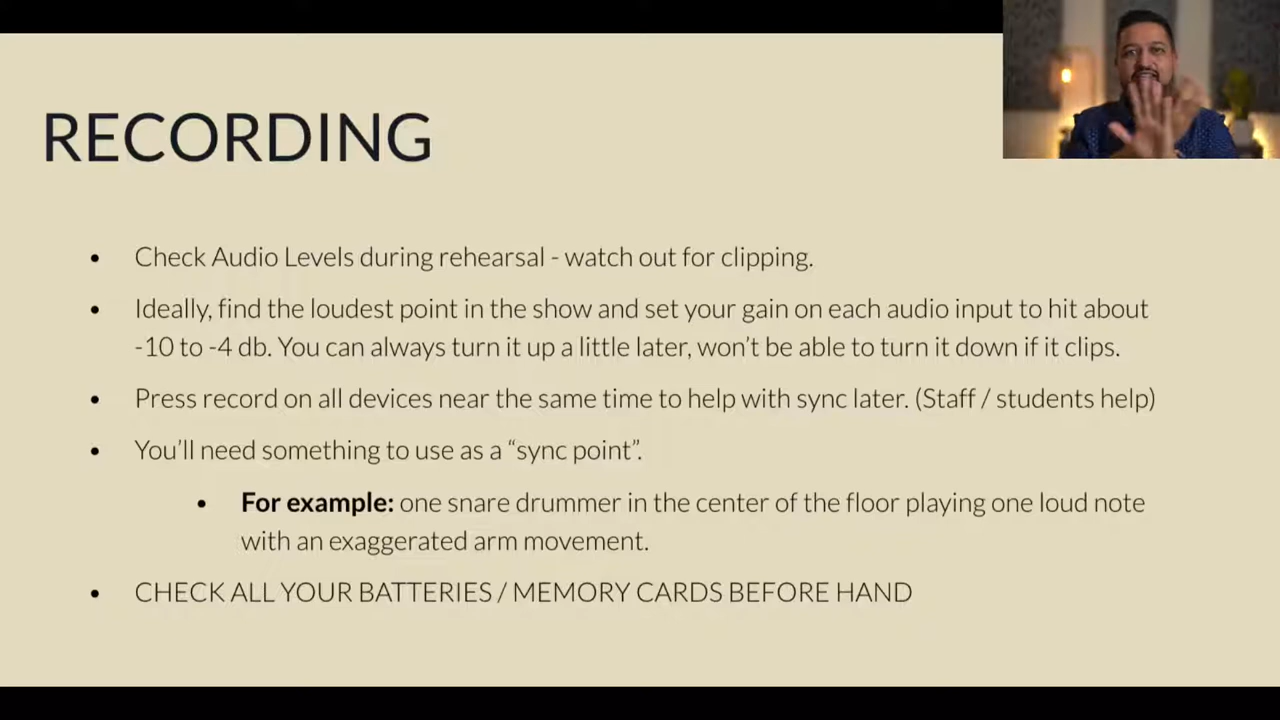 RECORDING
• Check Audio Levels during rehearsal - watch out for clipping.
• Ideally, find the loudest point in the show and set your gain on each audio input to hit about
-10 to -4 db. You can always turn it up a little later, won't be able to turn it down if it clips.
• Press record on all devices near the same time to help with sync later. (Staff / students help)
• You'll need something to use as a “sync point”.
• For example: one snare drummer in the center of the floor playing one loud note
with an exaggerated arm movement.
• CHECK ALL YOUR BATTERIES / MEMORY CARDS BEFORE HAND